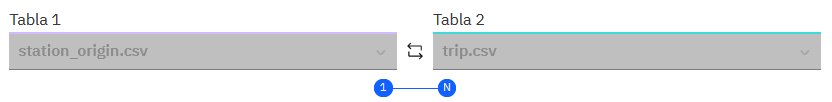 Tabla 1 Tabla 2
station_origin.csv trip.csv
1 N